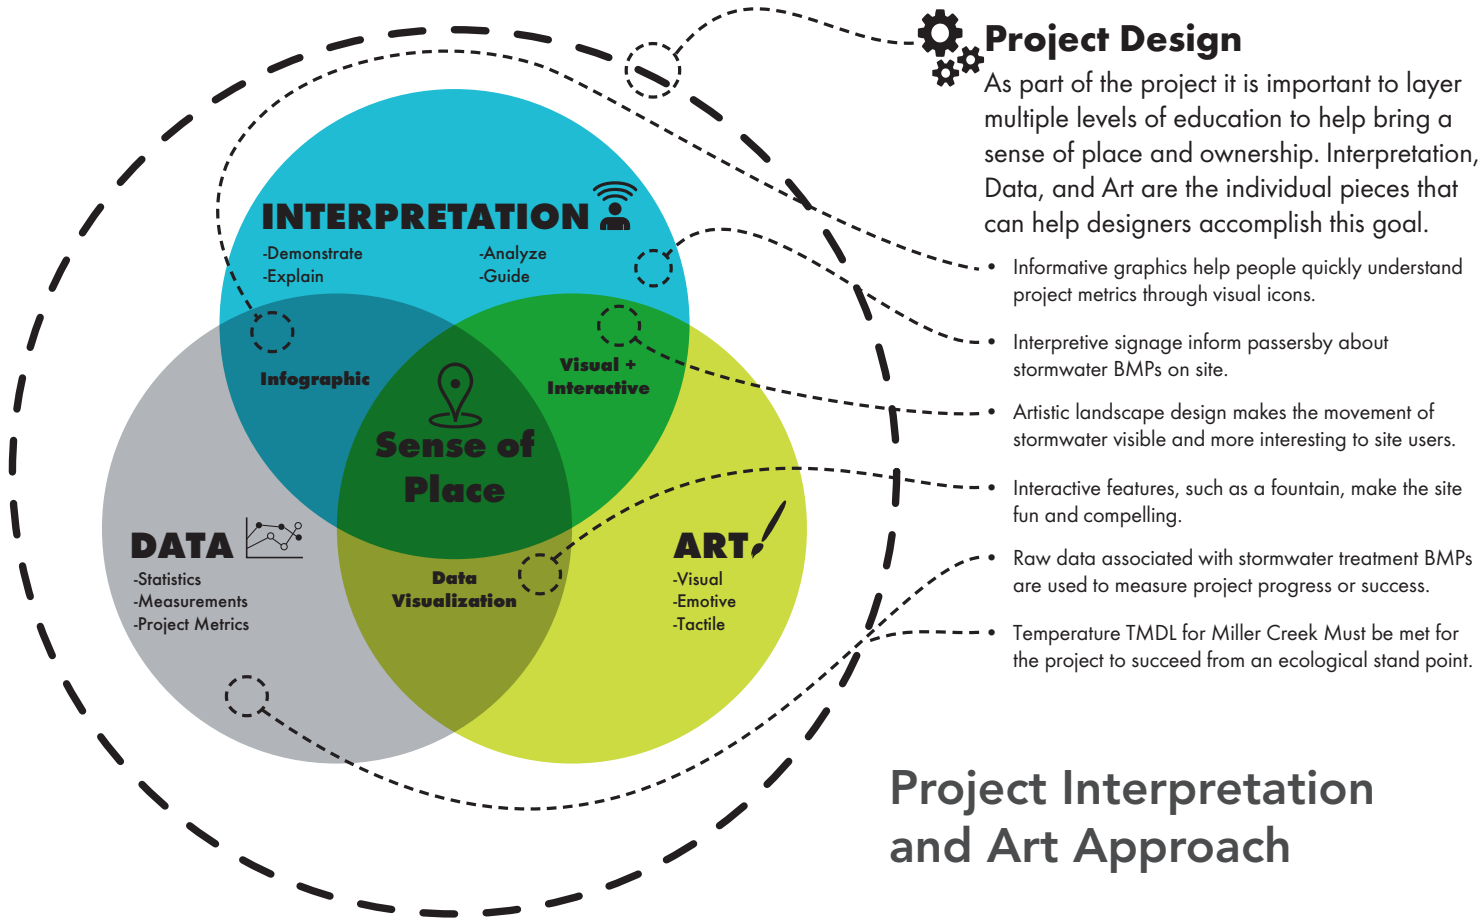 Project Design
As part of the project it is important to layer
multiple levels of education to help bring a
sense of place and ownership. Interpretation,
Data, and Art are the individual pieces that
can help designers accomplish this goal.
INTERPRETATION
-Demonstrate
-Explain
-Analyze
-Guide
Infographic
Visual +
Interactive
Sense of
Place
DATA
-Statistics
-Measurements
-Project Metrics
Data
Visualization
ART
-Visual
-Emotive
-Tactile
• Informative graphics help people quickly understand
project metrics through visual icons.
• Interpretive signage inform passersby about
stormwater BMPs on site.
• Artistic landscape design makes the movement of
stormwater visible and more interesting to site users.
• Interactive features, such as a fountain, make the site
fun and compelling.
• Raw data associated with stormwater treatment BMPs
are used to measure project progress or success.
• Temperature TMDL for Miller Creek Must be met for
the project to succeed from an ecological stand point.
Project Interpretation
and Art Approach